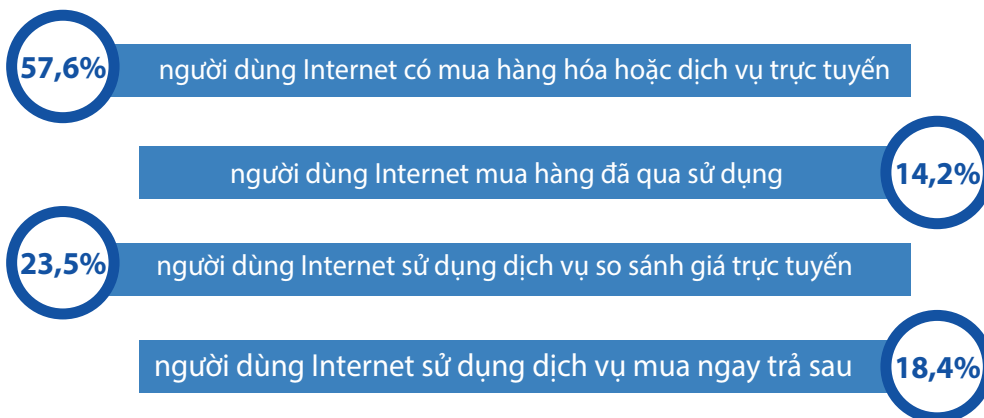 57,6% người dùng Internet có mua hàng hóa hoặc dịch vụ trực tuyến
người dùng Internet mua hàng đã qua sử dụng 14,2%
23,5% người dùng Internet sử dụng dịch vụ so sánh giá trực tuyến
người dùng Internet sử dụng dịch vụ mua ngay trả sau 18,4%